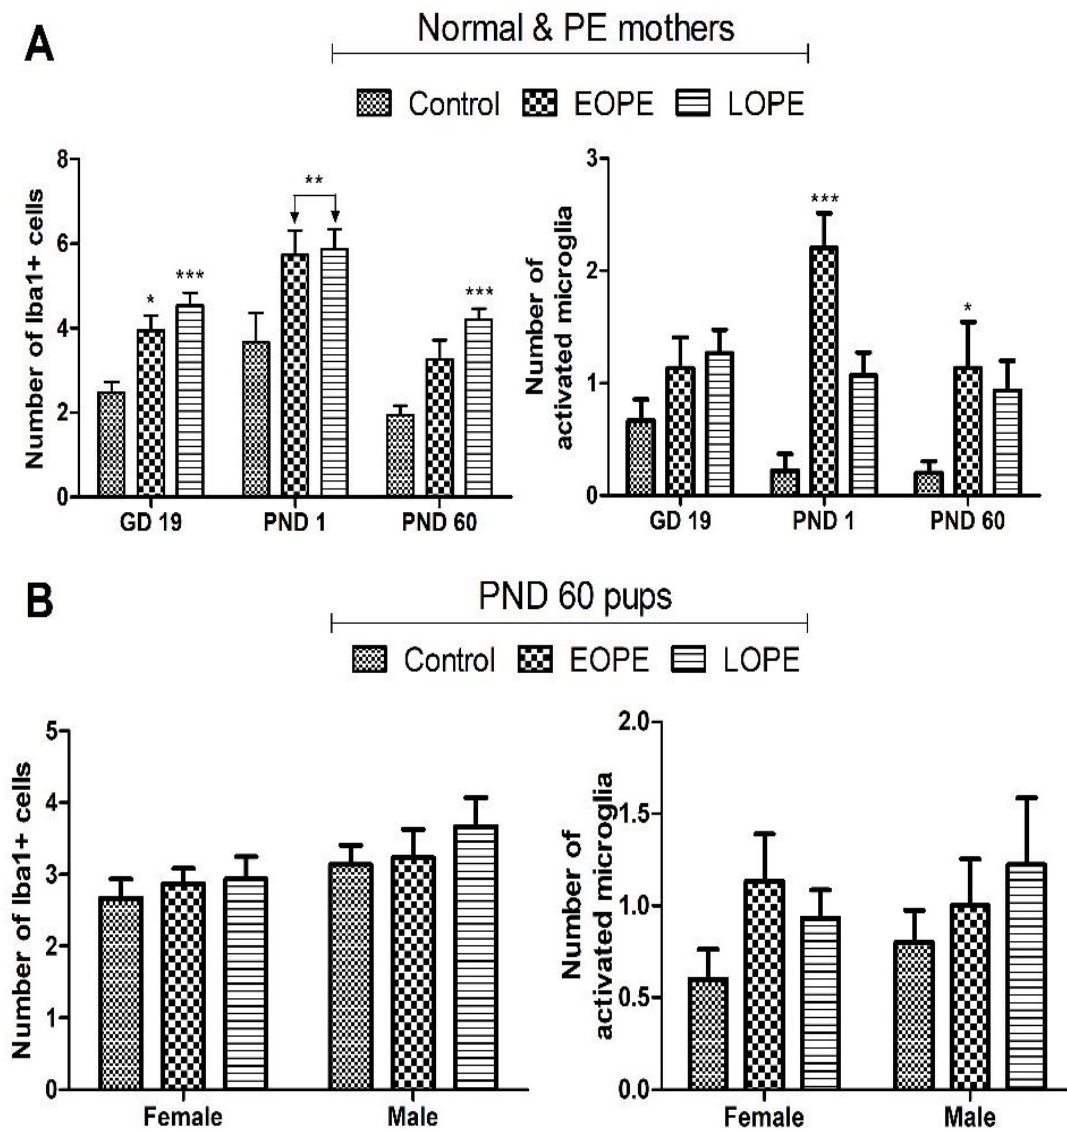 A
Normal & PE mothers
Control EOPE LOPE
Number of Iba1+ cells
8
6
4
2
0
* *** ** ***
GD 19 PND 1 PND 60
Number of
activated microglia
3
2
1
0
*** *
GD 19 PND 1 PND 60
B
PND 60 pups
Control EOPE LOPE
Number of Iba1+ cells
5
4
3
2
1
0
Female Male
Number of
activated microglia
2.0
1.5
1.0
0.5
0.0
Female Male